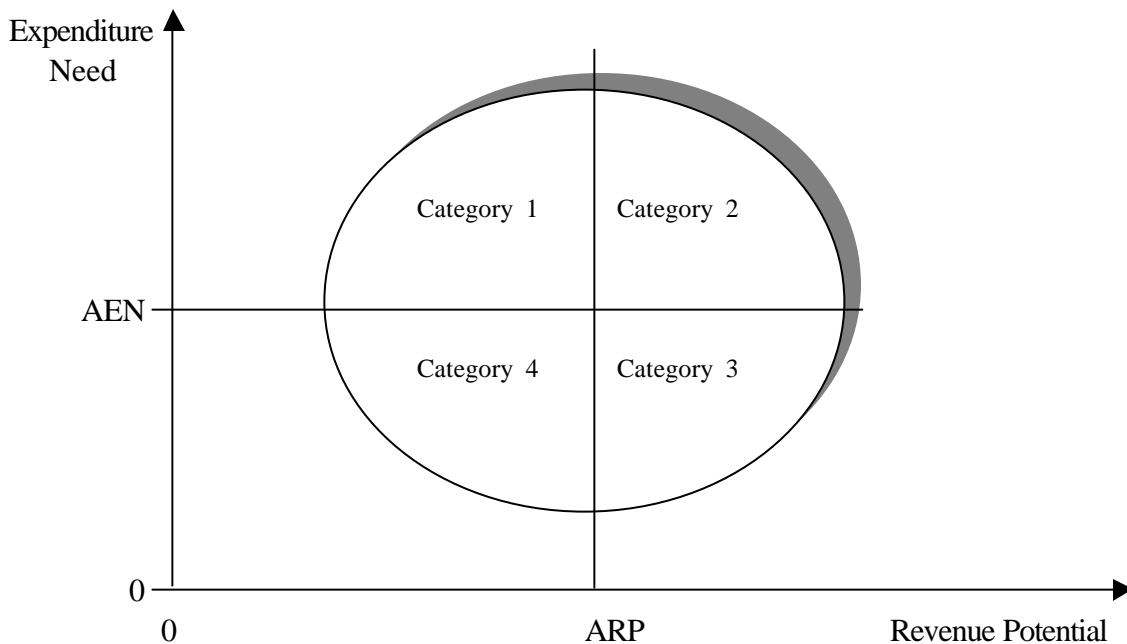 Expenditure
Need
Category 1
Category 2
AEN
Category 4
Category 3
0
0
ARP
Revenue Potential